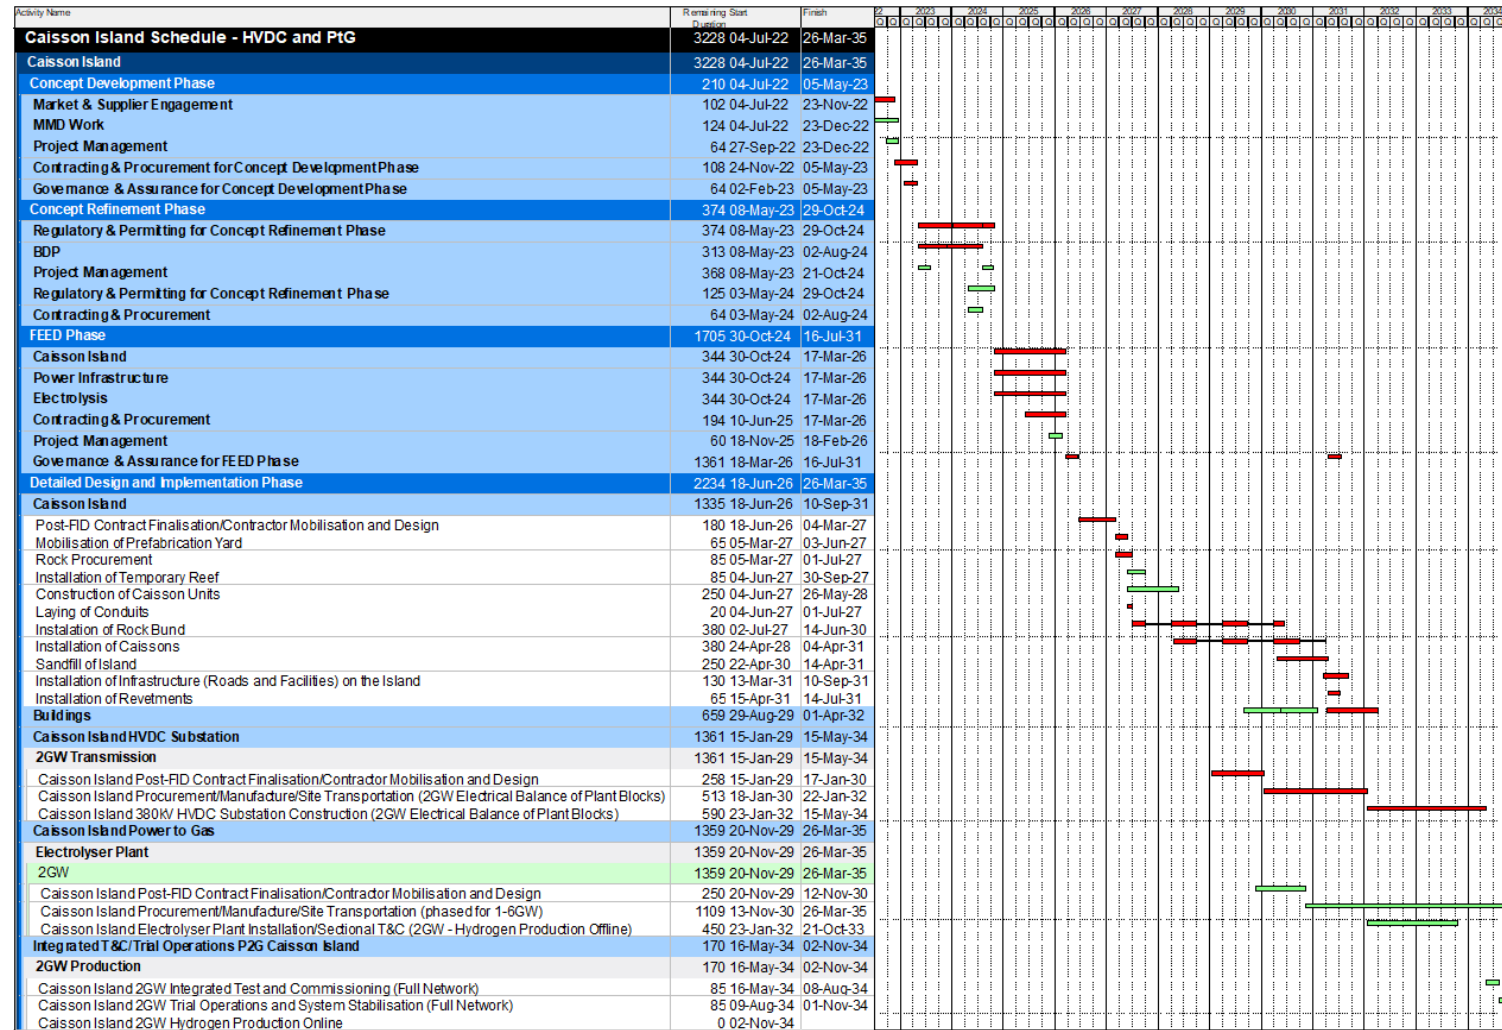 Activity Name Remaining Duration Start Finish 22 2023 2024 2025 2026 2027 2028 2029 2030 2031 2032 2033 2034
Caisson Island Schedule - HVDC and PtG 3228 04-Jul-22 26-Mar-35
Caisson Island 3228 04-Jul-22 26-Mar-35
Concept Development Phase 210 04-Jul-22 05-May-23
Market & Supplier Engagement 102 04-Jul-22 23-Nov-22
MMD Work 124 04-Jul-22 23-Dec-22
Project Management 64 27-Sep-22 23-Dec-22
Contracting & Procurement for Concept Development Phase 108 24-Nov-22 05-May-23
Governance & Assurance for Concept Development Phase 64 02-Feb-23 05-May-23
Concept Refinement Phase 374 08-May-23 29-Oct-24
Regulatory & Permitting for Concept Refinement Phase 374 08-May-23 29-Oct-24
BDP 313 08-May-23 02-Aug-24
Project Management 368 08-May-23 21-Oct-24
Regulatory & Permitting for Concept Refinement Phase 125 03-May-24 29-Oct-24
Contracting & Procurement 64 03-May-24 02-Aug-24
FEED Phase 1705 30-Oct-24 16-Jul-31
Caisson Island 344 30-Oct-24 17-Mar-26
Power Infrastructure 344 30-Oct-24 17-Mar-26
Electrolysis 344 30-Oct-24 17-Mar-26
Contracting & Procurement 194 10-Jun-25 17-Mar-26
Project Management 60 18-Nov-25 18-Feb-26
Governance & Assurance for FEED Phase 1361 18-Mar-26 16-Jul-31
Detailed Design and Implementation Phase 2234 18-Jun-26 26-Mar-35
Caisson Island 1335 18-Jun-26 10-Sep-31
Post-FID Contract Finalisation/Contractor Mobilisation and Design 180 18-Jun-26 04-Mar-27
Mobilisation of Prefabrication Yard 65 05-Mar-27 03-Jun-27
Rock Procurement 85 05-Mar-27 01-Jul-27
Installation of Temporary Reef 85 04-Jun-27 30-Sep-27
Construction of Caisson Units 250 04-Jun-27 26-May-28
Laying of Conduits 20 04-Jun-27 01-Jul-27
Instalation of Rock Bund 380 02-Jul-27 14-Jun-30
Installation of Caissons 380 24-Apr-28 04-Apr-31
Sandfill of Island 250 22-Apr-30 14-Apr-31
Installation of Infrastructure (Roads and Facilities) on the Island 130 13-Mar-31 10-Sep-31
Installation of Revetments 65 15-Apr-31 14-Jul-31
Buildings 659 29-Aug-29 01-Apr-32
Caisson Island HVDC Substation 1361 15-Jan-29 15-May-34
2GW Transmission 1361 15-Jan-29 15-May-34
Caisson Island Post-FID Contract Finalisation/Contractor Mobilisation and Design 258 15-Jan-29 17-Jan-30
Caisson Island Procurement/Manufacture/Site Transportation (2GW Electrical Balance of Plant Blocks) 513 18-Jan-30 22-Jan-32
Caisson Island 380kV HVDC Substation Construction (2GW Electrical Balance of Plant Blocks) 590 23-Jan-32 15-May-34
Caisson Island Power to Gas 1359 20-Nov-29 26-Mar-35
Electrolyser Plant 1359 20-Nov-29 26-Mar-35
2GW 1359 20-Nov-29 26-Mar-35
Caisson Island Post-FID Contract Finalisation/Contractor Mobilisation and Design 250 20-Nov-29 12-Nov-30
Caisson Island Procurement/Manufacture/Site Transportation (phased for 1-6GW) 1109 13-Nov-30 26-Mar-35
Caisson Island Electrolyser Plant Installation/Sectional T&C (2GW - Hydrogen Production Offline) 450 23-Jan-32 21-Oct-33
Integrated T&C/Trial Operations P2G Caisson Island 170 16-May-34 02-Nov-34
2GW Production 170 16-May-34 02-Nov-34
Caisson Island 2GW Integrated Test and Commissioning (Full Network) 85 16-May-34 08-Aug-34
Caisson Island 2GW Trial Operations and System Stabilisation (Full Network) 85 09-Aug-34 01-Nov-34
Caisson Island 2GW Hydrogen Production Online 0 02-Nov-34